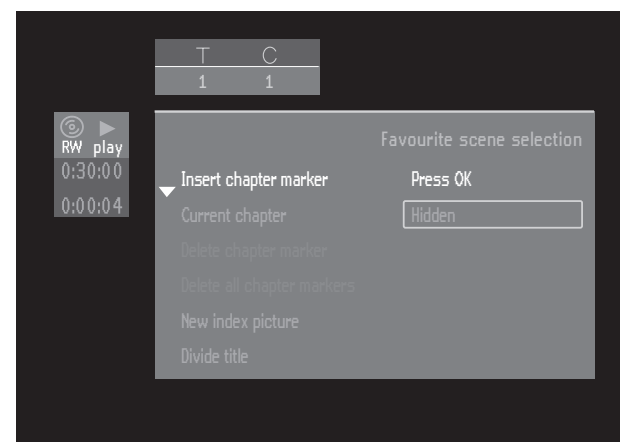 T C
1 1
RW play
0:30:00
0:00:04
Favourite scene selection
Insert chapter marker Press OK
Current chapter Hidden
Delete chapter marker
Delete all chapter markers
New index picture
Divide title